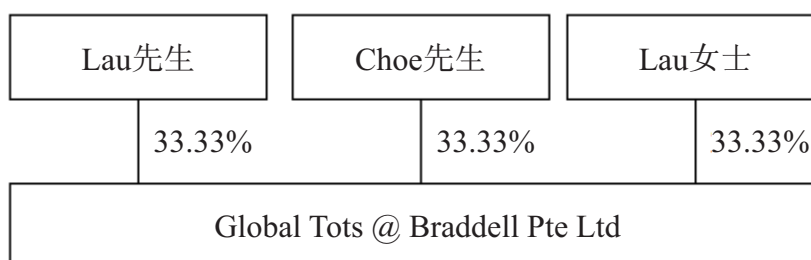 Lau先生
Choe先生
Lau女士
33.33%
33.33%
33.33%
Global Tots @ Braddell Pte Ltd